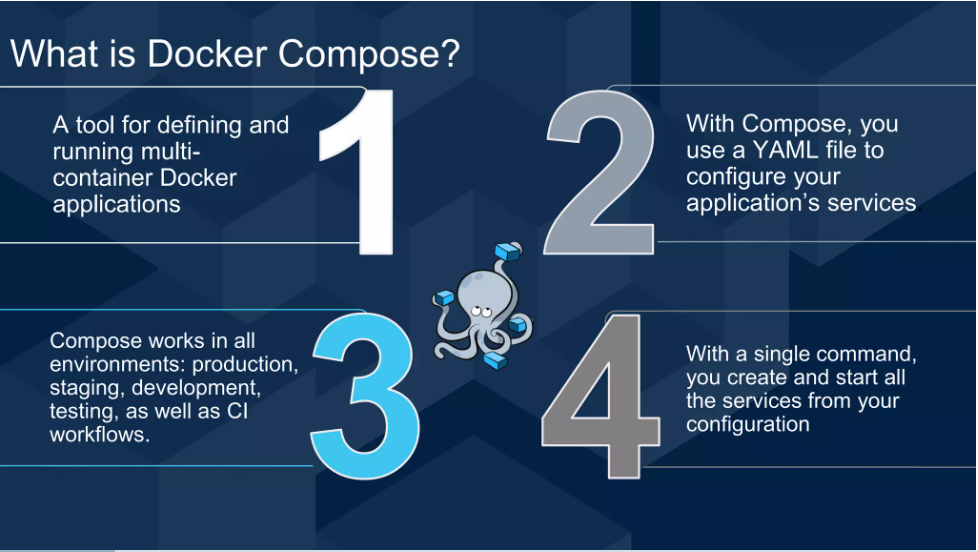 What is Docker Compose?
1
A tool for defining and
running multi-
container Docker
applications
2
With Compose, you
use a YAML file to
configure your
application’s services
3
Compose works in all
environments: production,
staging, development,
testing, as well as CI
workflows.
4
With a single command,
you create and start all
the services from your
configuration